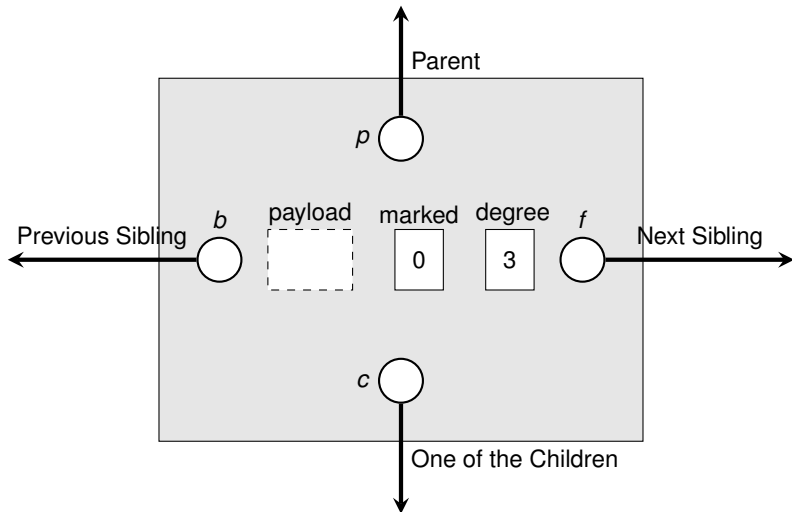 Parent
p
payload marked degree
b f
Previous Sibling Next Sibling
0 3
c
One of the Children